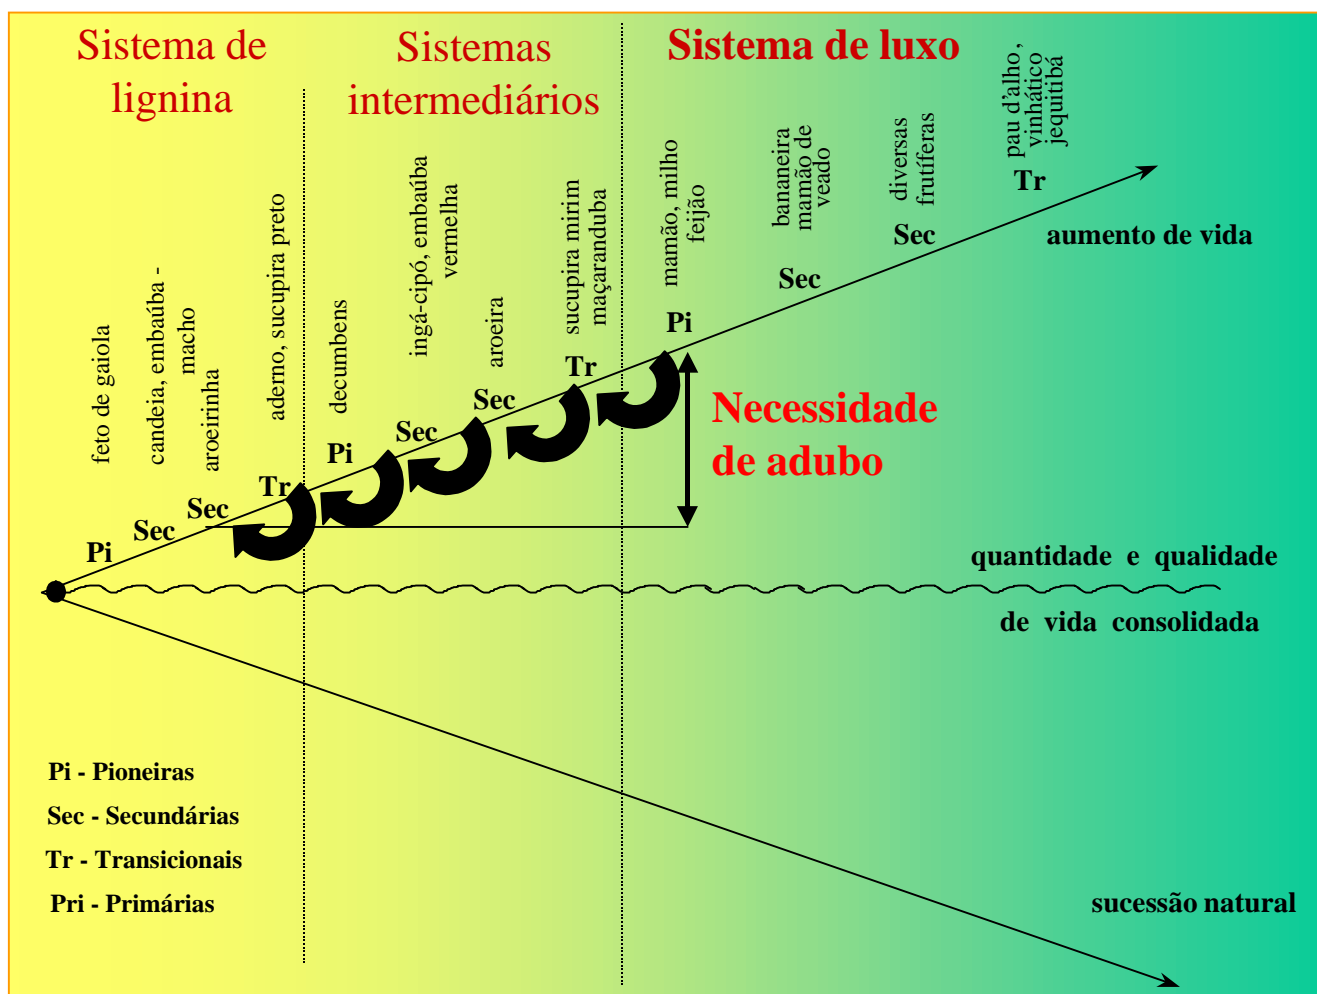 Sistema de
lignina
Sistemas
intermediários
Sistema de luxo
feto de gaiola
candeia, embaúba -
macho
aroeirinha
aderno, sucupira preto
decumbens
ingá-cipó, embaúba
vermelha
aroeira
sucupira mirim
maçaranduba
mamão, milho
feijão
bananeira
mamão de
veado
diversas
frutíferas
pau d'alho,
vinhático
jequitibá
Pi
Sec
Sec
Tr
Pi
Sec
Sec
Tr
Pi
Sec
Sec
Tr
aumento de vida
Necessidade
de adubo
quantidade e qualidade
de vida consolidada
Pi - Pioneiras
Sec - Secundárias
Tr - Transicionais
Pri - Primárias
sucessão natural